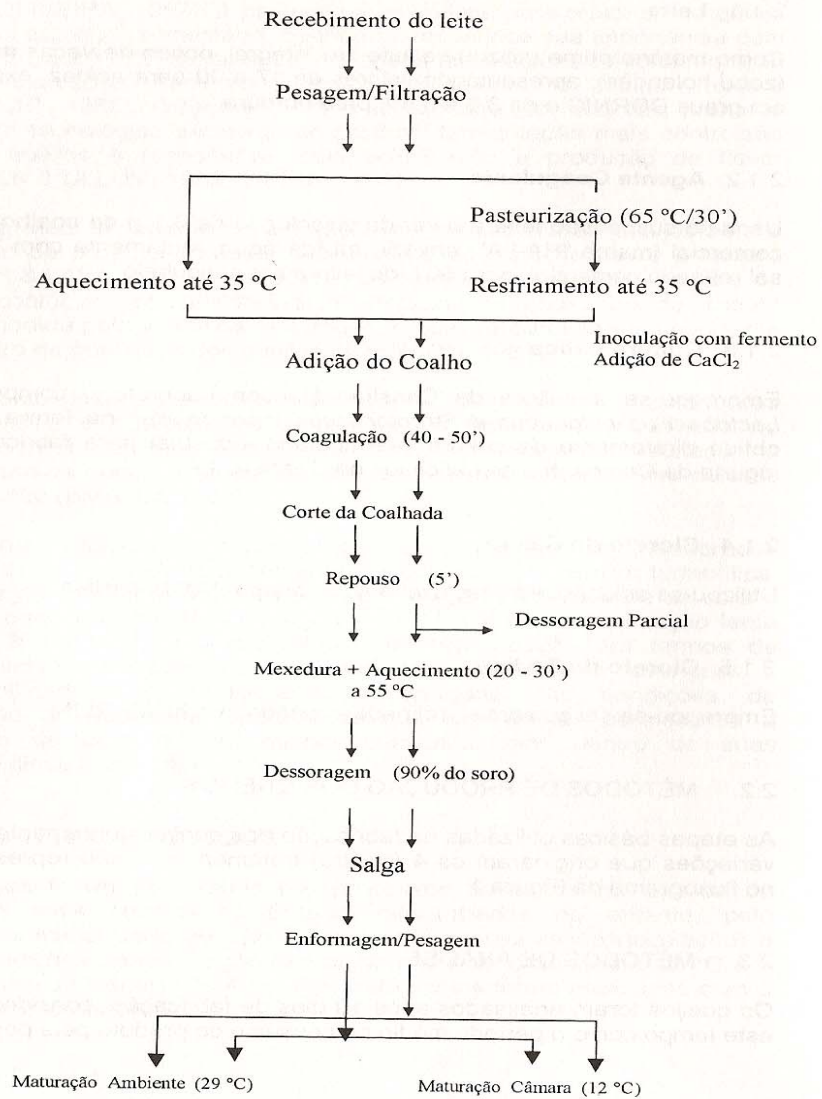 Recebimento do leite
Pesagem/Filtração
Pasteurização (65 °C/30’)
Aquecimento até 35 °C
Resfriamento até 35 °C
Inoculação com fermento
Adição de CaCl₂
Adição do Coalho
Coagulação (40 - 50’)
Corte da Coalhada
Repouso (5’)
Dessoragem Parcial
Mexedura + Aquecimento (20 - 30’)
a 55 °C
Dessoragem (90% do soro)
Salga
Enformagem/Pesagem
Maturação Ambiente (29 °C)
Maturação Câmara (12 °C)